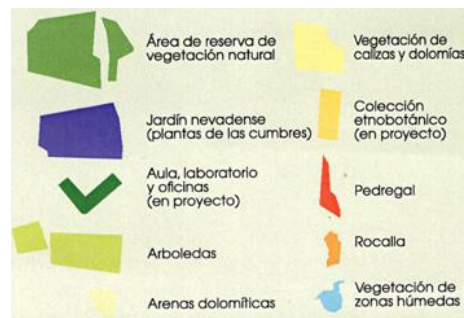 Área de reserva de
vegetación natural
Jardín nevadense
(plantas de las cumbres)
Aula, laboratorio
y oficinas
(en proyecto)
Arboledas
Arenas dolomíticas
Vegetación de
calizas y dolomías
Colección
etnobotánico
(en proyecto)
Pedregal
Rocalla
Vegetación de
zonas húmedas